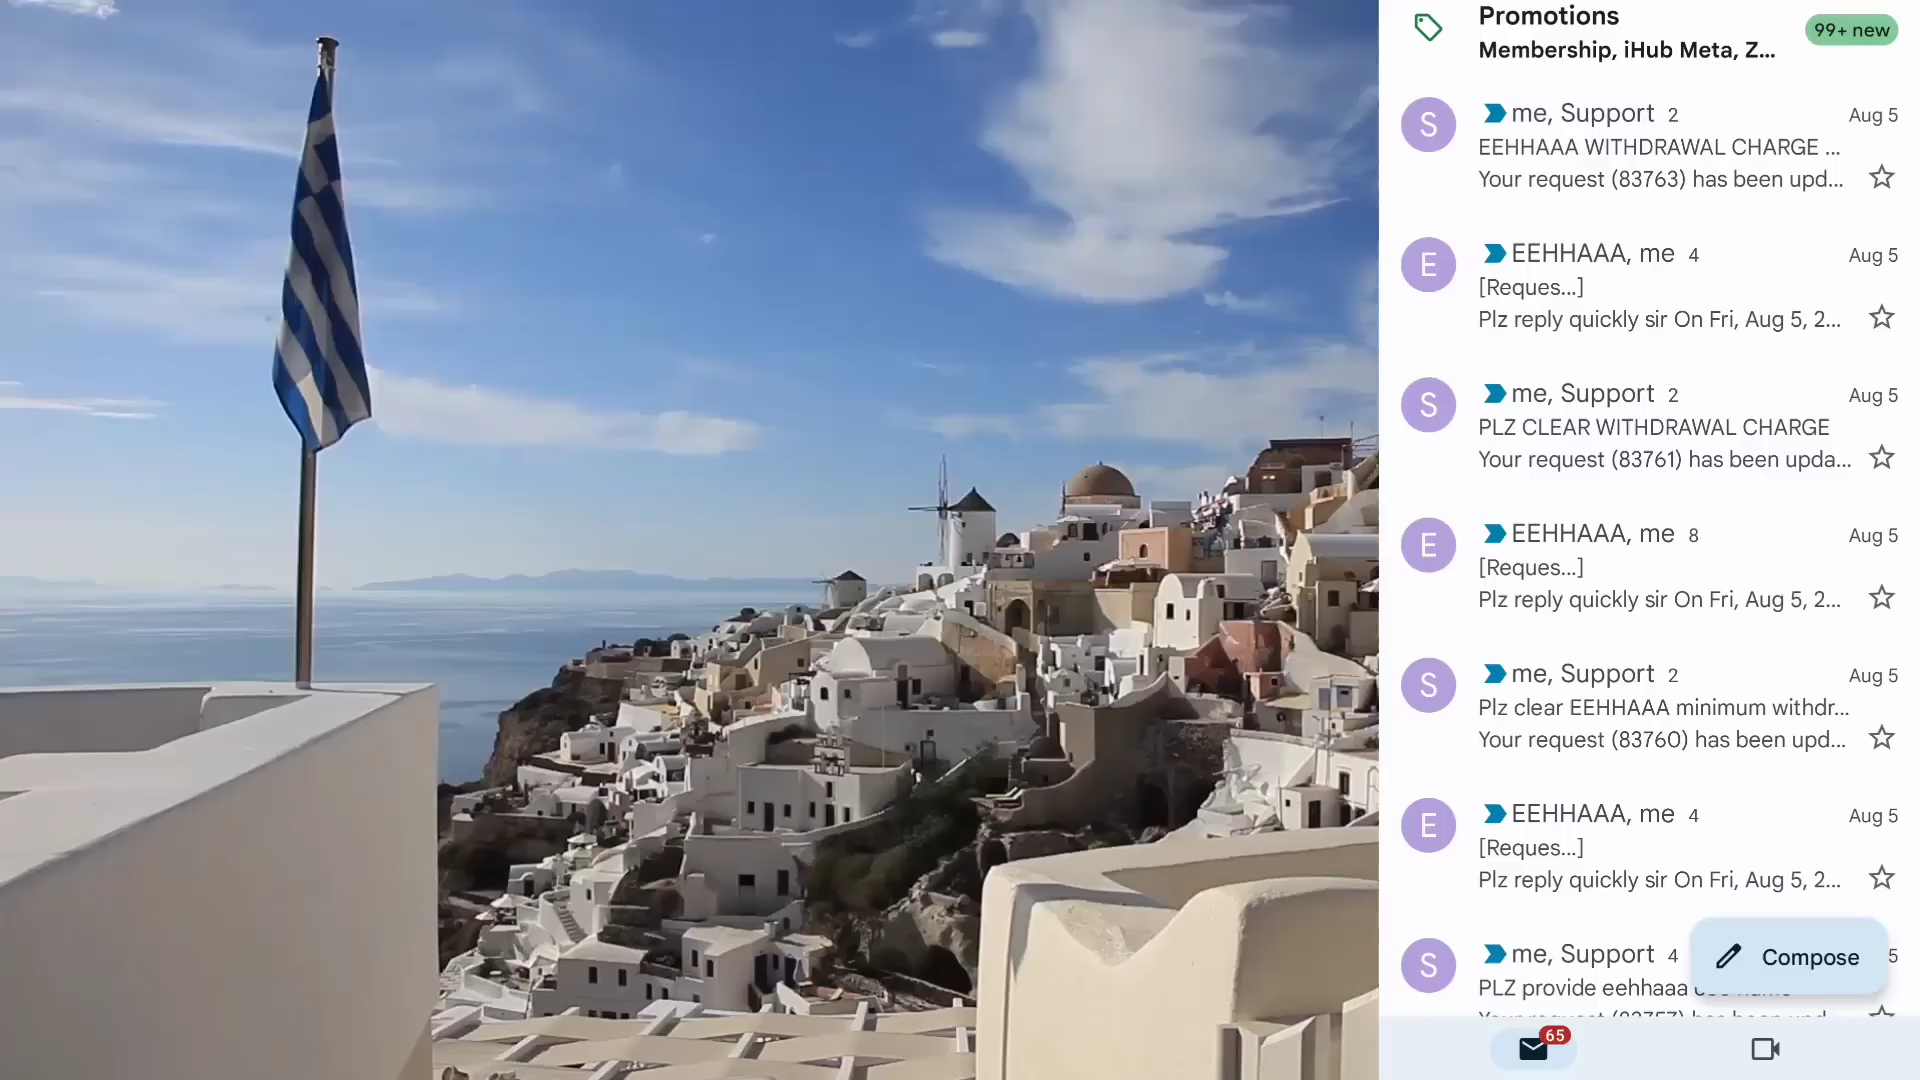 Promotions
99+ new
Membership, iHub Meta, Z...
S
me, Support 2
Aug 5
EEHHAAA WITHDRAWAL CHARGE ...
Your request (83763) has been upd...
E
EEHHAAA, me 4
Aug 5
[Reques...]
Plz reply quickly sir On Fri, Aug 5, 2...
S
me, Support 2
Aug 5
PLZ CLEAR WITHDRAWAL CHARGE
Your request (83761) has been upda...
E
EEHHAAA, me 8
Aug 5
[Reques...]
Plz reply quickly sir On Fri, Aug 5, 2...
S
me, Support 2
Aug 5
Plz clear EEHHAAA minimum withdr...
Your request (83760) has been upd...
E
EEHHAAA, me 4
Aug 5
[Reques...]
Plz reply quickly sir On Fri, Aug 5, 2...
S
me, Support 4
5
Compose
PLZ provide eehhaaa
65